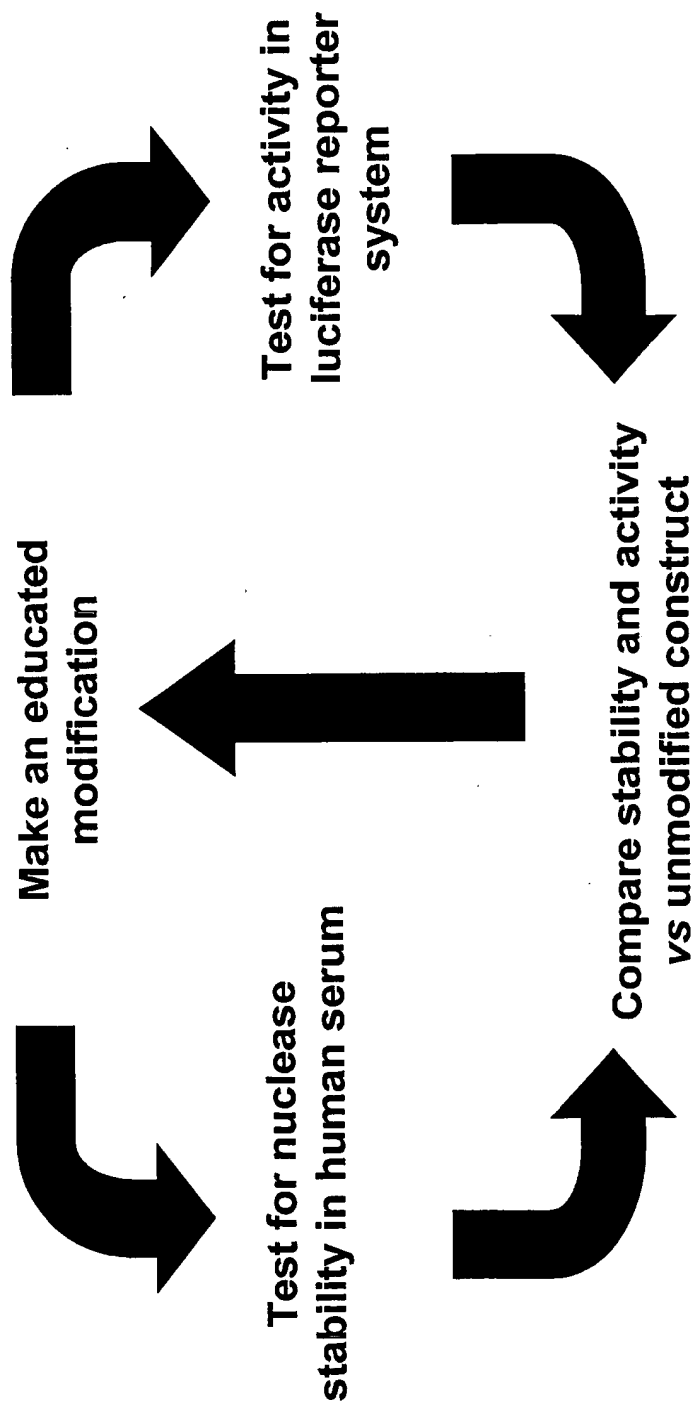 Make an educated
modification
Test for nuclease
stability in human serum
Test for activity in
luciferase reporter
system
Compare stability and activity
vs unmodified construct